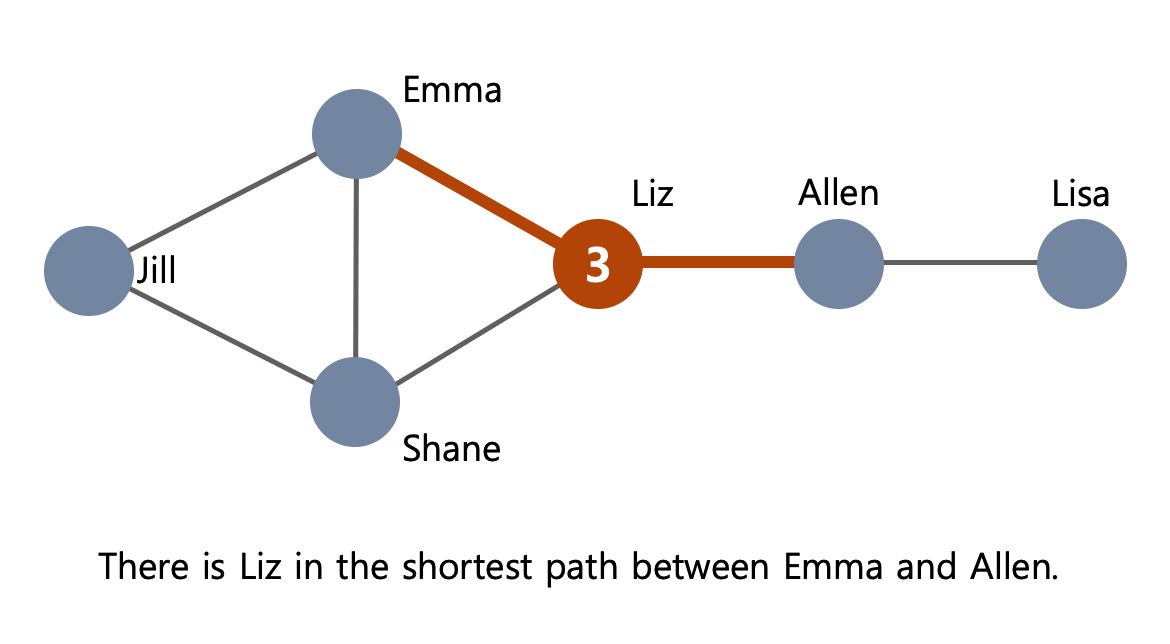 Emma
Liz
Allen
Lisa
3
Jill
Shane
There is Liz in the shortest path between Emma and Allen.